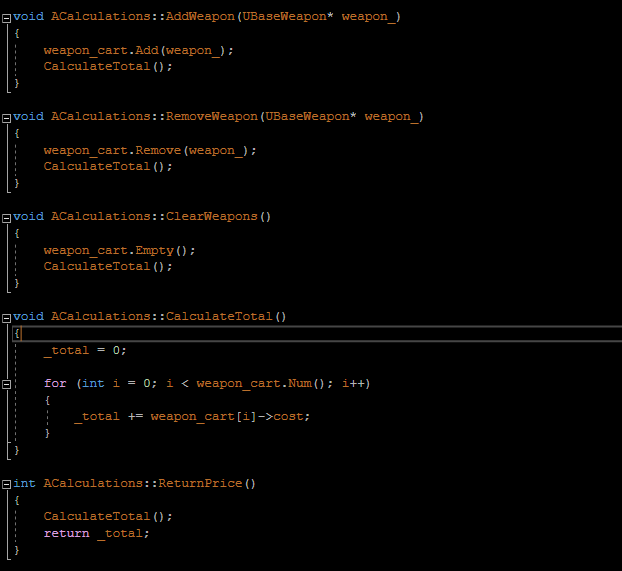 void ACalculations::AddWeapon(UBaseWeapon* weapon_)
{
    weapon_cart.Add(weapon_);
    CalculateTotal();
}

void ACalculations::RemoveWeapon(UBaseWeapon* weapon_)
{
    weapon_cart.Remove(weapon_);
    CalculateTotal();
}

void ACalculations::ClearWeapons()
{
    weapon_cart.Empty();
    CalculateTotal();
}

void ACalculations::CalculateTotal()
{
    _total = 0;

    for (int i = 0; i < weapon_cart.Num(); i++)
    {
        _total += weapon_cart[i]->cost;
    }
}

int ACalculations::ReturnPrice()
{
    CalculateTotal();
    return _total;
}